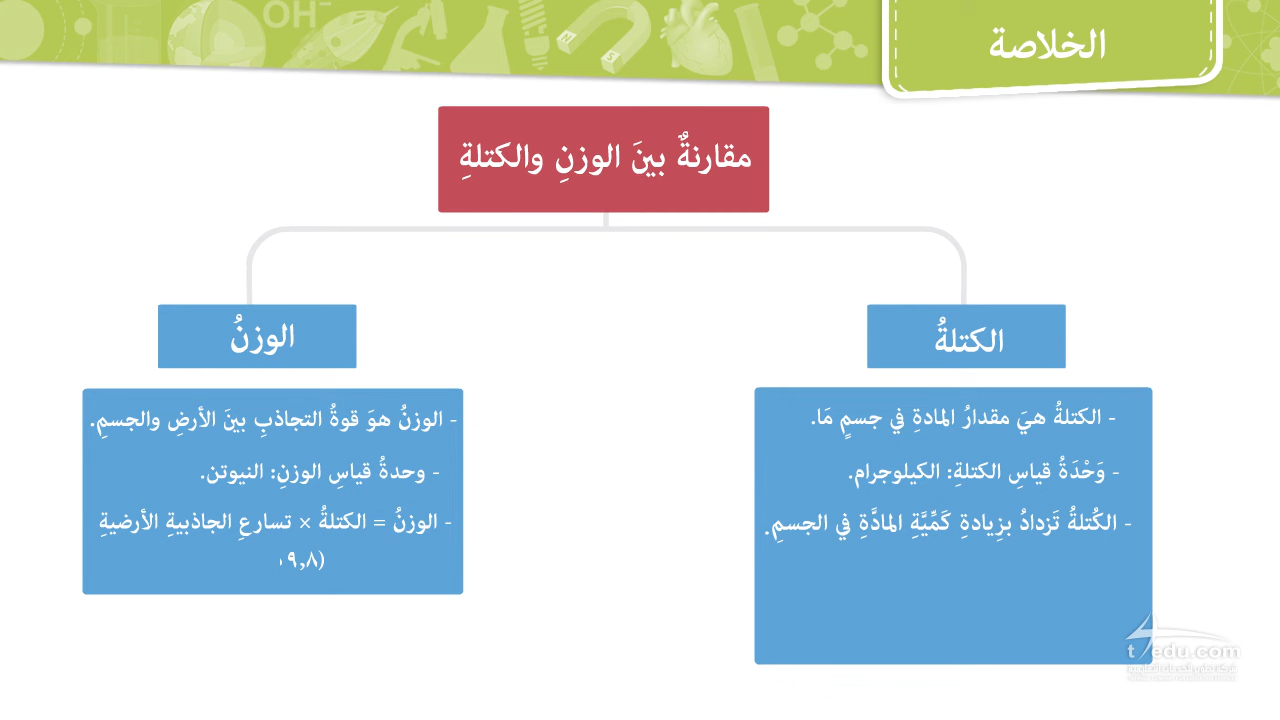 الخلاصة
OH⁻
مقارنةٌ بينَ الوزنِ والكتلةِ
الكتلةُ
- الكتلةُ هيَ مقدارُ المادةِ في جسمٍ مَا.
- وَحْدَةُ قياسِ الكتلةِ: الكيلوجرام.
- الكُتلةُ تَزدادُ بزِيادةِ كَمِّيَّةِ المادَّةِ في الجسمِ.
الوزنُ
- الوزنُ هوَ قوةُ التجاذبِ بينَ الأرضِ والجسمِ.
- وحدةُ قياسِ الوزنِ: النيوتن.
- الوزنُ = الكتلةُ × تسارعِ الجاذبيةِ الأرضيةِ
(٩,٨
t4edu.com